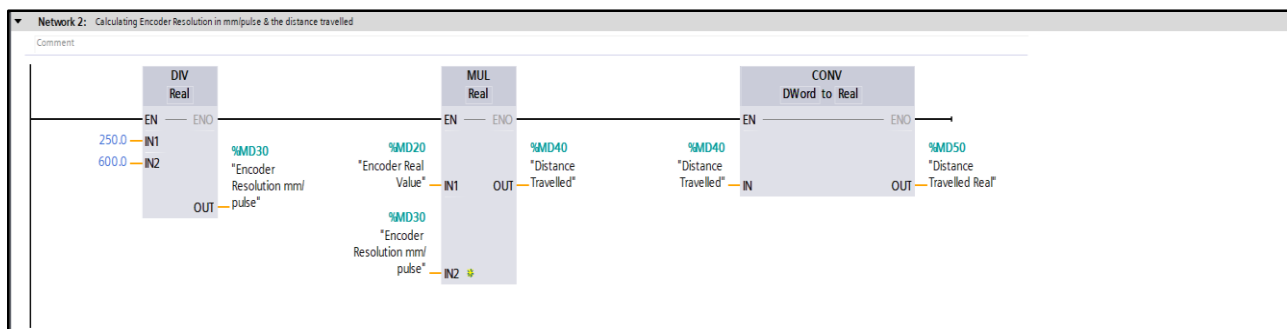 Network 2: Calculating Encoder Resolution in mm/pulse & the distance travelled
Comment
DIV
Real
EN
ENO
250.0
IN1
600.0
IN2
OUT
%MD30
"Encoder
Resolution mm/
pulse"
MUL
Real
EN
ENO
%MD20
"Encoder Real
Value"
IN1
%MD30
"Encoder
Resolution mm/
pulse"
IN2
OUT
%MD40
"Distance
Travelled"
CONV
DWord to Real
EN
ENO
%MD40
"Distance
Travelled"
IN
OUT
%MD50
"Distance
Travelled Real"